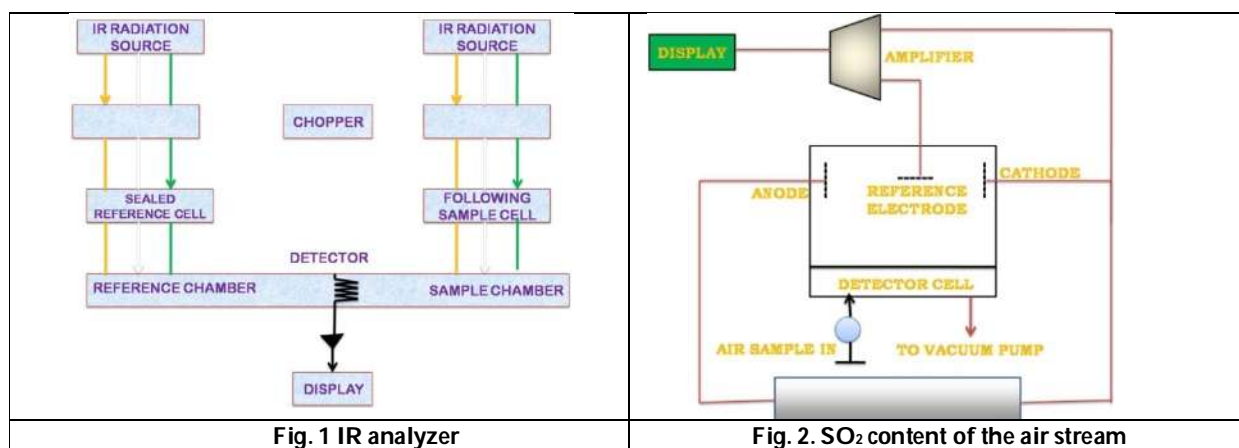 IR RADIATION
SOURCE
IR RADIATION
SOURCE
CHOPPER
SEALED
REFERENCE CELL
FOLLOWING
SAMPLE CELL
DETECTOR
REFERENCE CHAMBER
SAMPLE CHAMBER
DISPLAY
Fig. 1 IR analyzer
DISPLAY
AMPLIFIER
ANODE
REFERENCE
ELECTRODE
CATHODE
DETECTOR CELL
AIR SAMPLE IN
TO VACUUM PUMP
Fig. 2. SO₂ content of the air stream